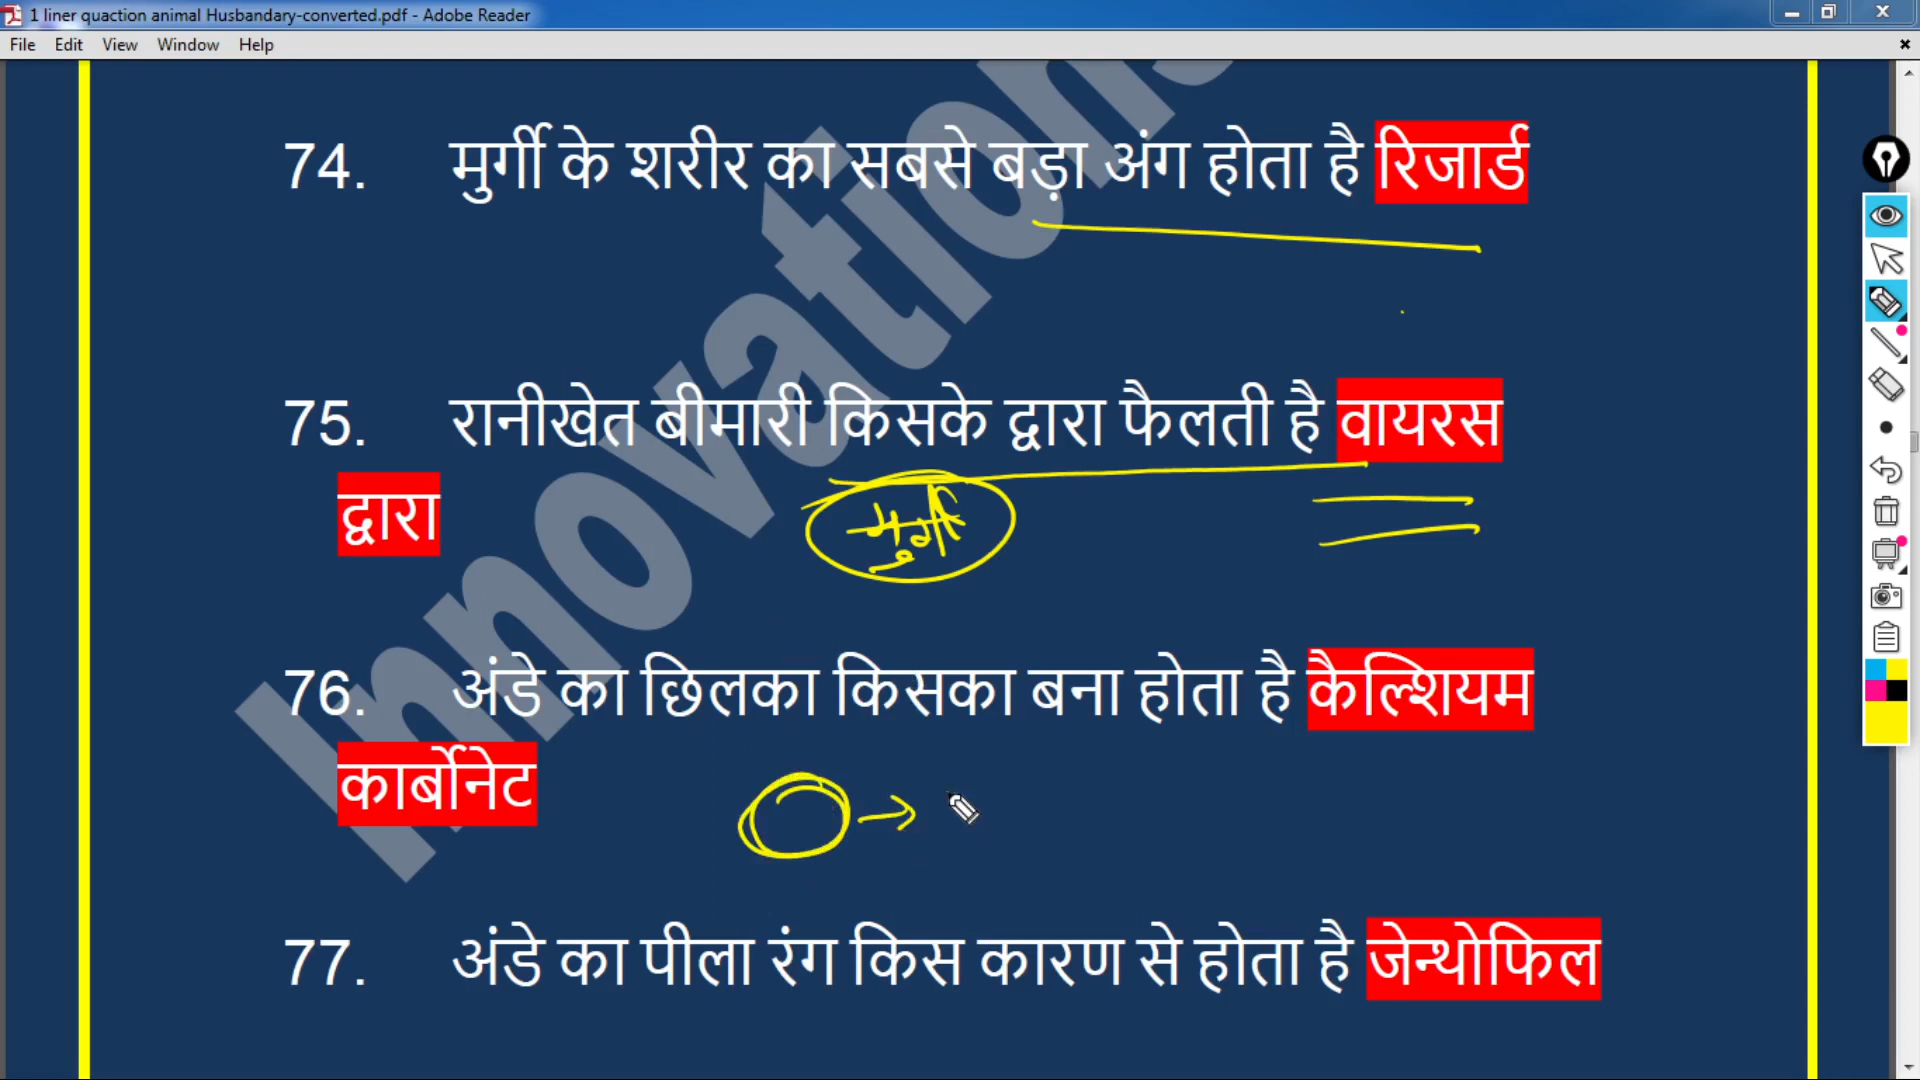 1 liner quaction animal Husbandary-converted.pdf - Adobe Reader
File Edit View Window Help
Innovation
74. मुर्गी के शरीर का सबसे बड़ा अंग होता है रिजार्ड
75. रानीखेत बीमारी किसके द्वारा फैलती है वायरस
द्वारा
मुर्गी
76. अंडे का छिलका किसका बना होता है कैल्शियम
कार्बोनेट
77. अंडे का पीला रंग किस कारण से होता है जेन्थोफिल